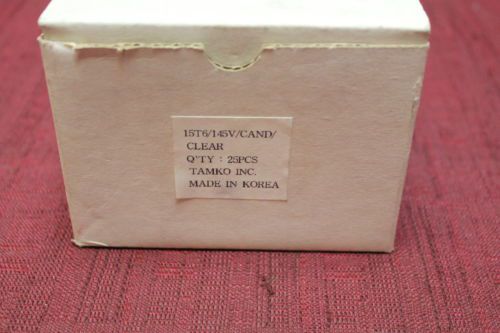 15T6/145V/CAND/
CLEAR
Q'TY : 25PCS
TAMKO INC.
MADE IN KOREA